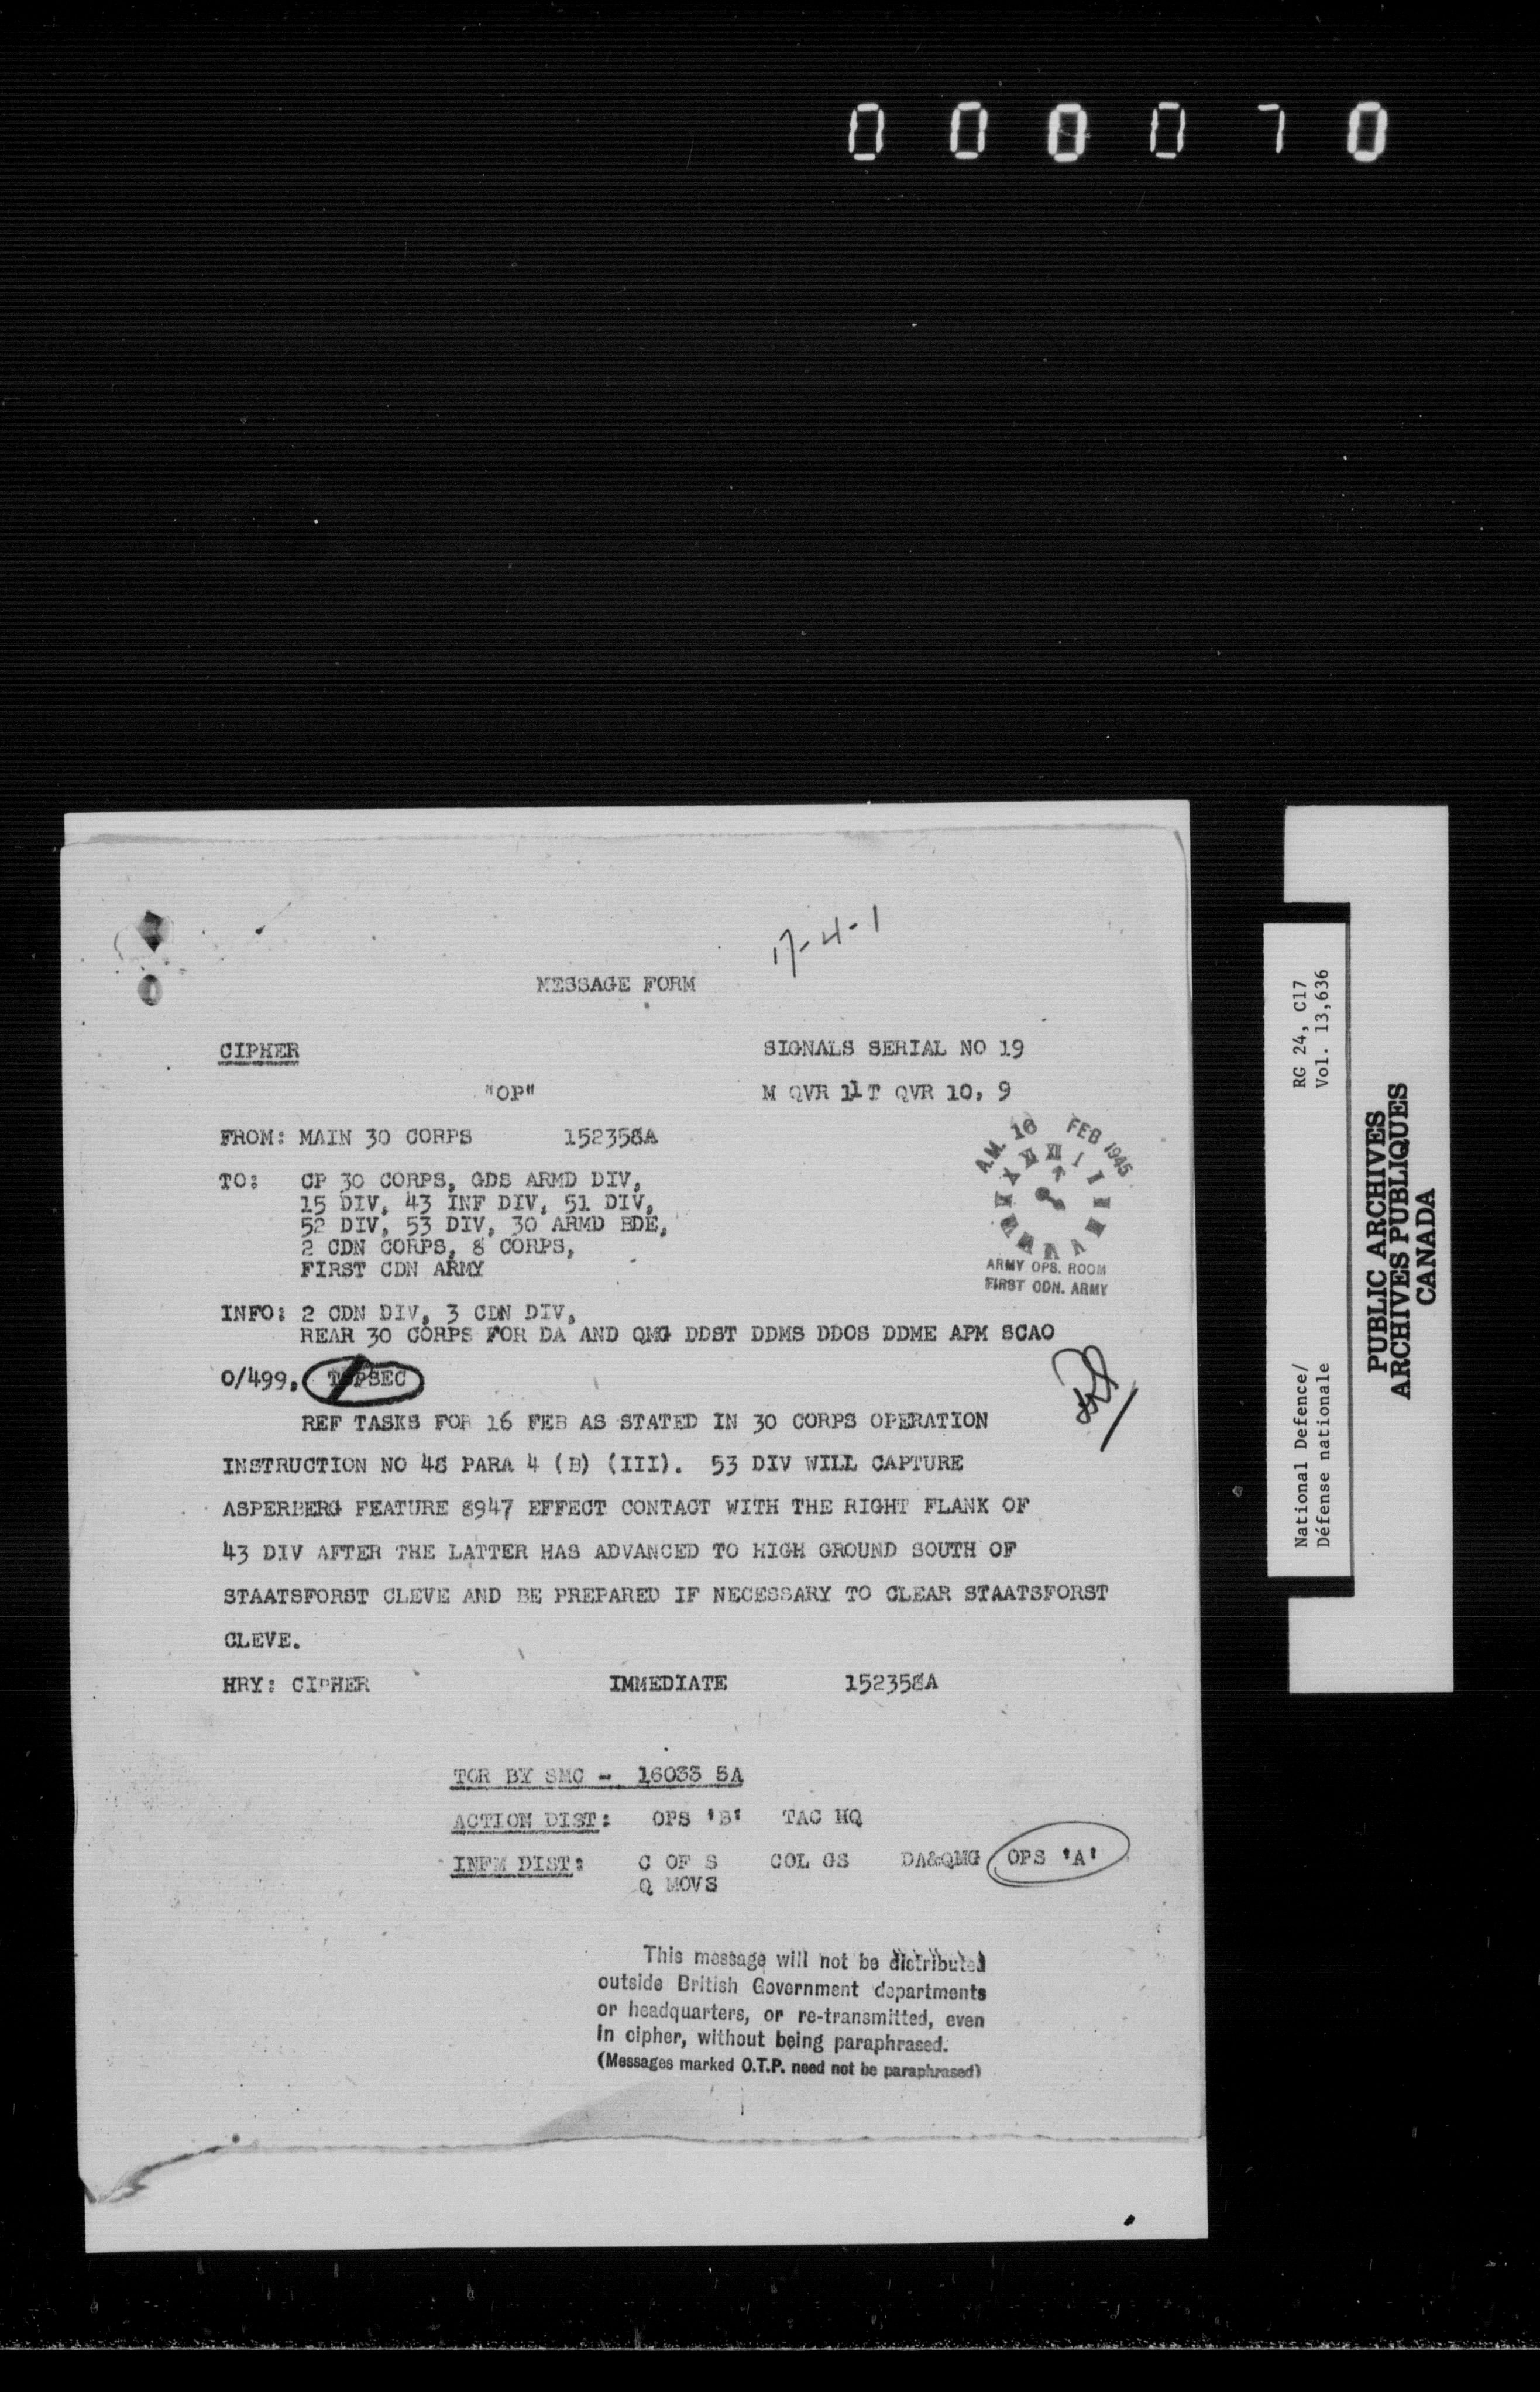 000070
17-4-1
MESSAGE FORM
CIPHER SIGNALS SERIAL NO 19
"OP" M QVR 11 T QVR 10, 9
FROM: MAIN 30 CORPS 152358A
TO: CP 30 CORPS, GDS ARMD DIV,
15 DIV, 43 INF DIV, 51 DIV,
52 DIV, 53 DIV, 30 ARMD BDE,
2 CDN CORPS, 8 CORPS,
FIRST CDN ARMY
A.M. 16 FEB 1945
ARMY OPS. ROOM
FIRST CDN. ARMY
INFO: 2 CDN DIV, 3 CDN DIV,
REAR 30 CORPS FOR DA AND QMG DDST DDMS DDOS DDME APM SCAO
O/499, TOPSEC
REF TASKS FOR 16 FEB AS STATED IN 30 CORPS OPERATION
INSTRUCTION NO 48 PARA 4 (B) (III). 53 DIV WILL CAPTURE
ASPERBERG FEATURE 8947 EFFECT CONTACT WITH THE RIGHT FLANK OF
43 DIV AFTER THE LATTER HAS ADVANCED TO HIGH GROUND SOUTH OF
STAATSFORST CLEVE AND BE PREPARED IF NECESSARY TO CLEAR STAATSFORST
CLEVE.
HRY: CIPHER IMMEDIATE 152358A
TOR BY SMC - 16033 5A
ACTION DIST: OPS 'B' TAC HQ
INFM DIST: C OF S COL GS DA&QMG OPS 'A'
Q MOVS
This message will not be distributed
outside British Government departments
or headquarters, or re-transmitted, even
in cipher, without being paraphrased.
(Messages marked O.T.P. need not be paraphrased)
National Defence/ RG 24, C17
Défense nationale Vol. 13,636
PUBLIC ARCHIVES
ARCHIVES PUBLIQUES
CANADA